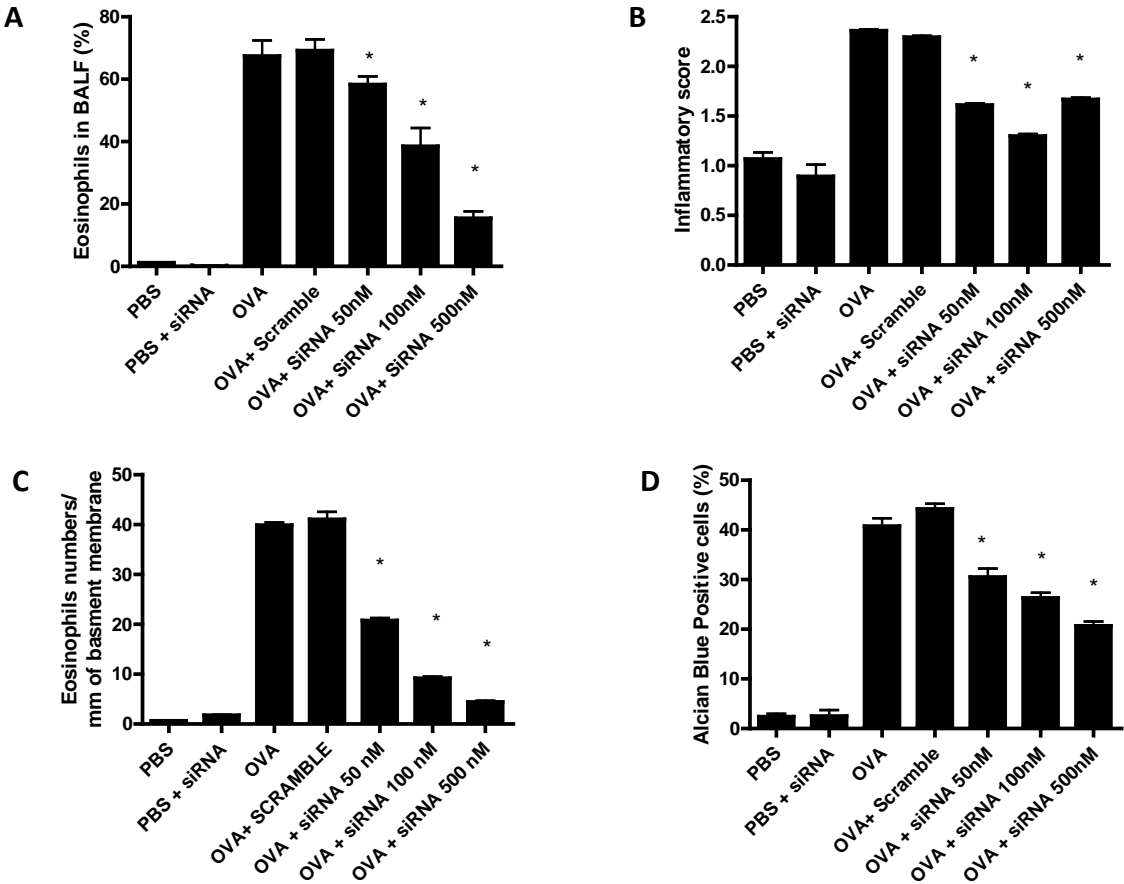 A
Eosinophils in BALF (%)
80
60
40
20
0
*
*
*
PBS
PBS + siRNA
OVA
OVA+ Scramble
OVA+ SiRNA 50nM
OVA+ SiRNA 100nM
OVA+ SiRNA 500nM
B
Inflammatory score
2.5
2.0
1.5
1.0
0.5
0.0
*
*
*
PBS
PBS + siRNA
OVA
OVA+ Scramble
OVA + siRNA 50nM
OVA + siRNA 100nM
OVA + siRNA 500nM
C
Eosinophils numbers/
mm of basment membrane
50
40
30
20
10
0
*
*
*
PBS
PBS + siRNA
OVA
OVA+ SCRAMBLE
OVA + siRNA 50 nM
OVA + siRNA 100 nM
OVA + siRNA 500 nM
D
Alcian Blue Positive cells (%)
50
40
30
20
10
0
*
*
*
PBS
PBS + siRNA
OVA
OVA+ Scramble
OVA + siRNA 50nM
OVA + siRNA 100nM
OVA + siRNA 500nM